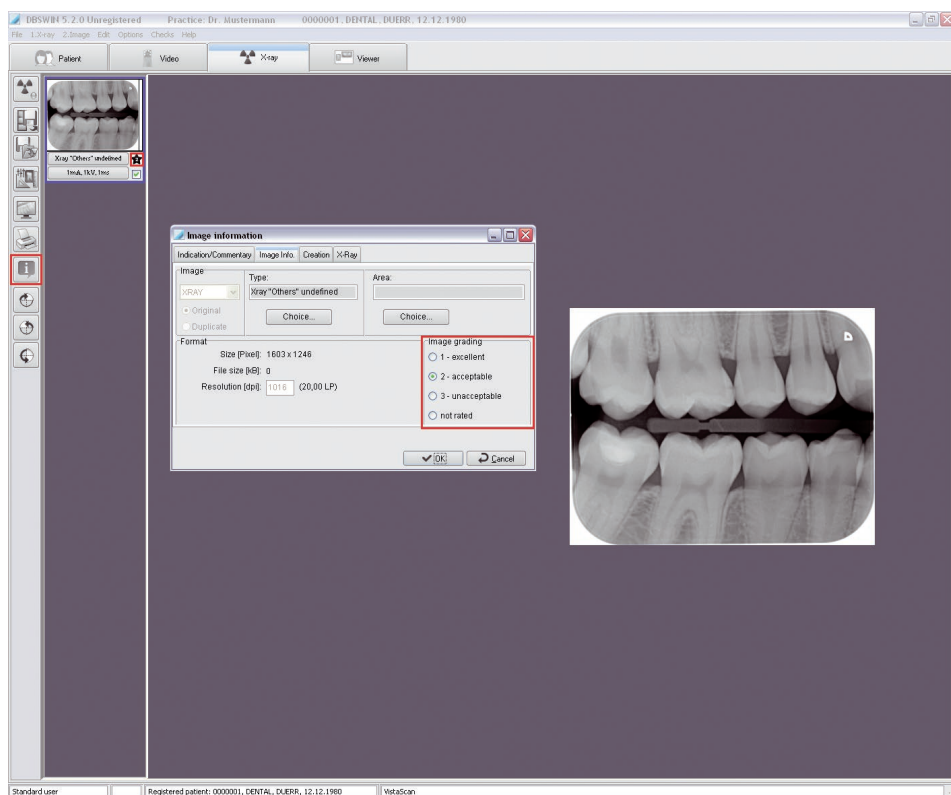 DBSWIN 5.2.0 Unregistered Practice: Dr. Mustermann 0000001, DENTAL, DUERR, 12.12.1980
File 1.X-ray 2.Image Edit Options Checks Help
Patient Video X-ray Viewer
Xray "Others" undefined 2
1mA, 1kV, 1ms
Image information
Indication/Commentary Image Info. Creation X-Ray
Image Type: Area:
XRAY Xray "Others" undefined
Original Choice... Choice...
Duplicate
Format Image grading
Size [Pixel]: 1603 x 1246 1 - excellent
File size [kB]: 0 2 - acceptable
Resolution [dpi]: 1016 (20,00 LP) 3 - unacceptable
not rated
OK Cancel
Standard user Registered patient: 0000001, DENTAL, DUERR, 12.12.1980 VistaScan